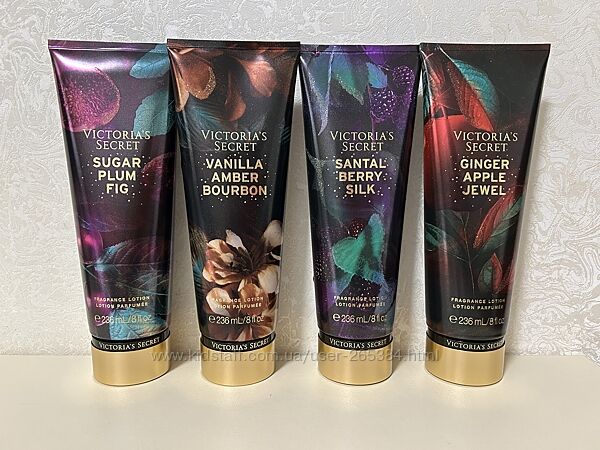 VICTORIA'S
SECRET
SUGAR
PLUM
FIG
FRAGRANCE LOTION
LOTION PARFUMÉE
℮ 236 mL/8 fl oz
VICTORIA'S SECRET
VICTORIA'S
SECRET
VANILLA
AMBER
BOURBON
FRAGRANCE LOTION
LOTION PARFUMÉE
℮ 236 mL/8 fl oz
VICTORIA'S SECRET
VICTORIA'S
SECRET
SANTAL
BERRY
SILK
FRAGRANCE LOTION
LOTION PARFUMÉE
℮ 236 mL/8 fl oz
VICTORIA'S SECRET
VICTORIA'S
SECRET
GINGER
APPLE
JEWEL
FRAGRANCE LOTION
LOTION PARFUMÉE
℮ 236 mL/8 fl oz
VICTORIA'S SECRET
www.kidstaff.com.ua/user-265384.html